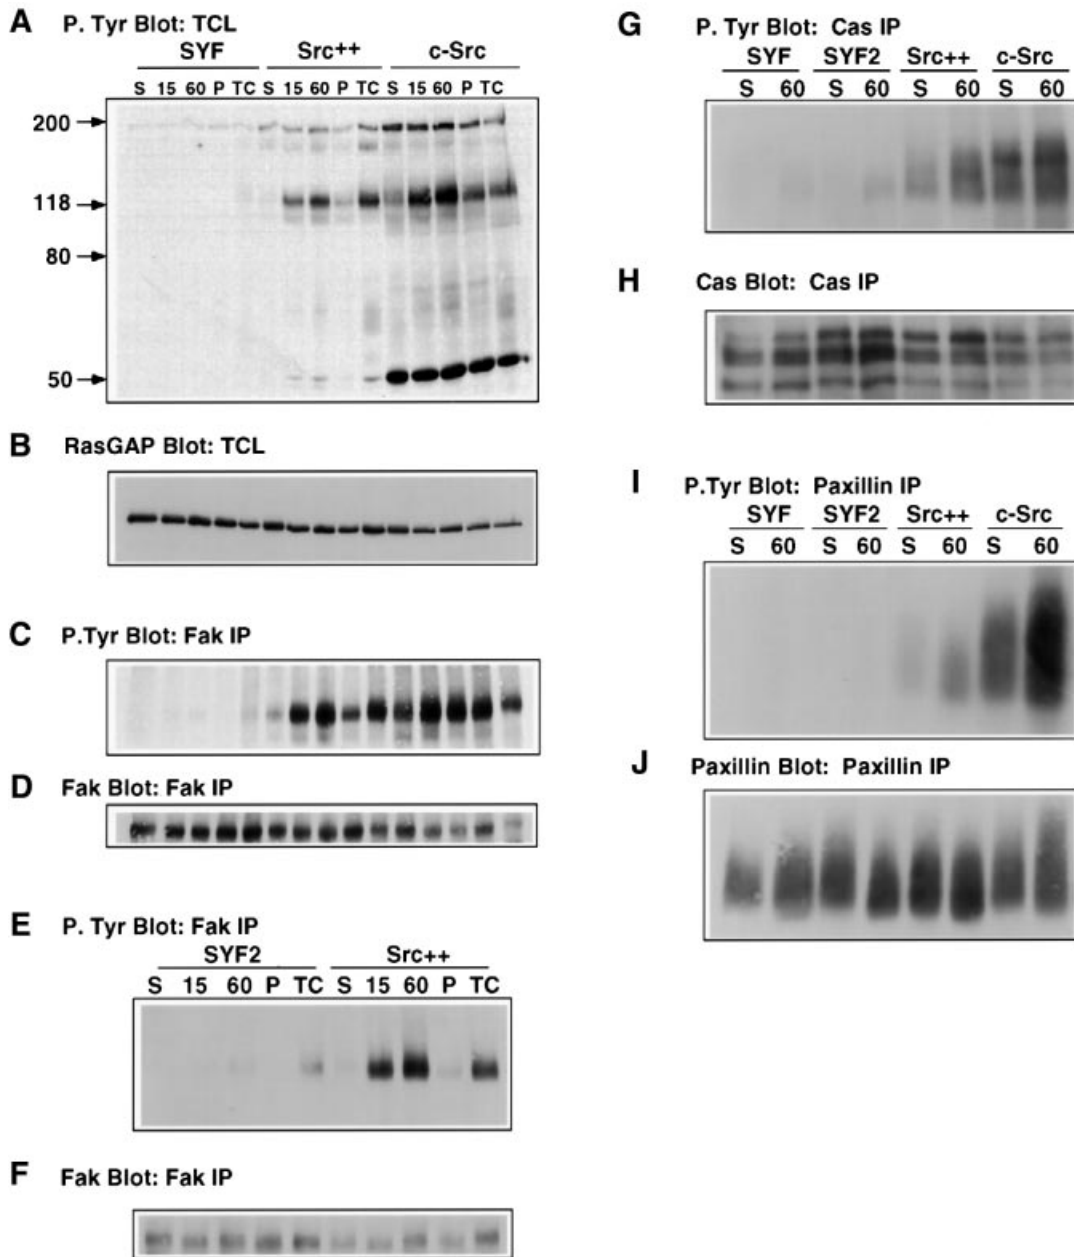 A P. Tyr Blot: TCL
SYF Src++ c-Src
S 15 60 P TC S 15 60 P TC S 15 60 P TC
200
118
80
50
B RasGAP Blot: TCL
C P.Tyr Blot: Fak IP
D Fak Blot: Fak IP
E P. Tyr Blot: Fak IP
SYF2 Src++
S 15 60 P TC S 15 60 P TC
F Fak Blot: Fak IP
G P. Tyr Blot: Cas IP
SYF SYF2 Src++ c-Src
S 60 S 60 S 60 S 60
H Cas Blot: Cas IP
I P.Tyr Blot: Paxillin IP
SYF SYF2 Src++ c-Src
S 60 S 60 S 60 S 60
J Paxillin Blot: Paxillin IP